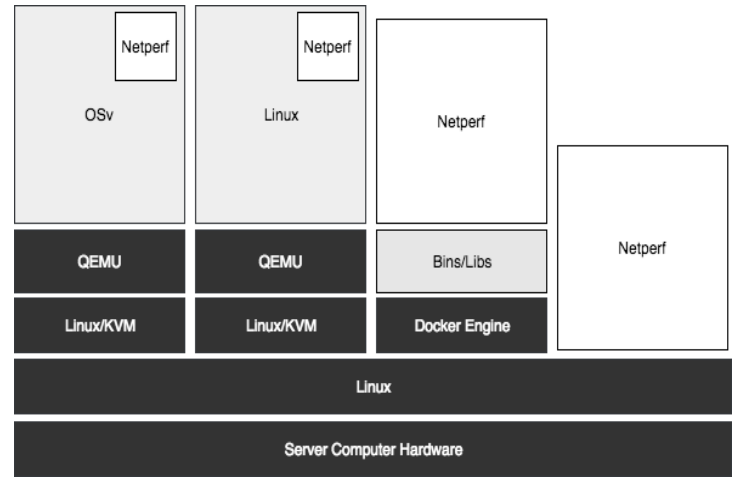 Netperf
Netperf
OSv
Linux
Netperf
Netperf
QEMU
QEMU
Bins/Libs
Linux/KVM
Linux/KVM
Docker Engine
Linux
Server Computer Hardware